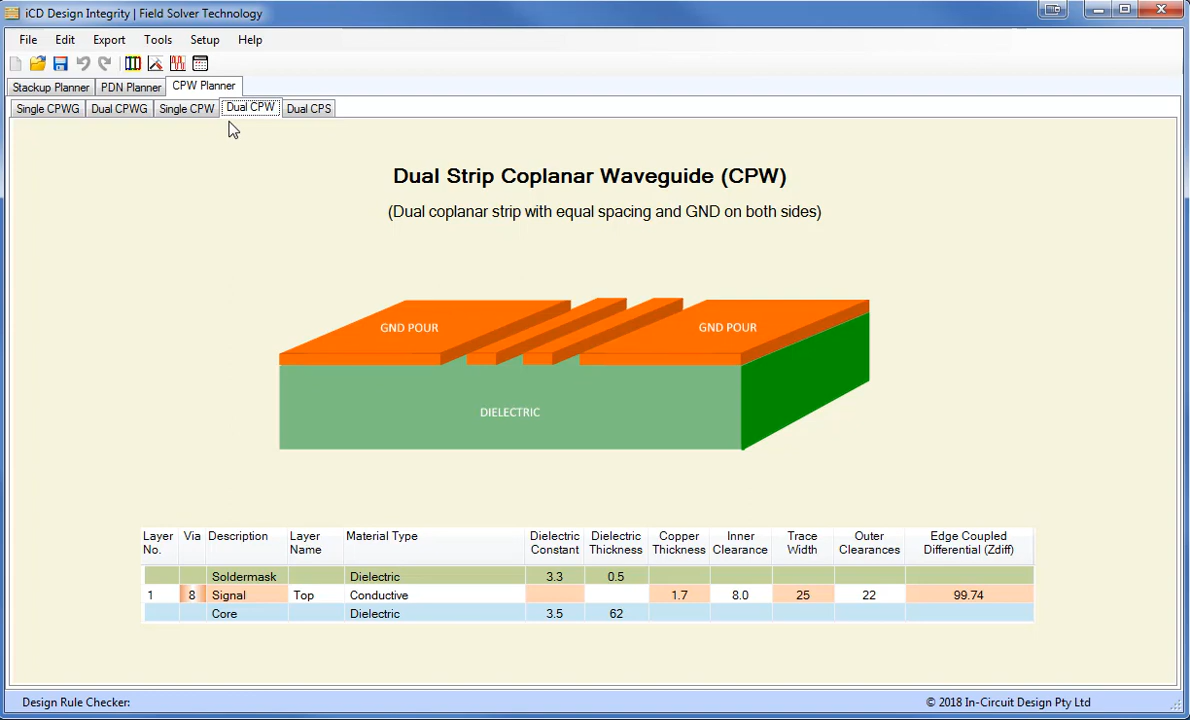 iCD Design Integrity | Field Solver Technology
File Edit Export Tools Setup Help
Stackup Planner PDN Planner CPW Planner
Single CPWG Dual CPWG Single CPW Dual CPW Dual CPS
Dual Strip Coplanar Waveguide (CPW)
(Dual coplanar strip with equal spacing and GND on both sides)
GND POUR GND POUR
DIELECTRIC
Layer No. Via Description Layer Name Material Type Dielectric Constant Dielectric Thickness Copper Thickness Inner Clearance Trace Width Outer Clearances Edge Coupled Differential (Zdiff)
Soldermask Dielectric 3.3 0.5
1 8 Signal Top Conductive 1.7 8.0 25 22 99.74
Core Dielectric 3.5 62
Design Rule Checker: © 2018 In-Circuit Design Pty Ltd